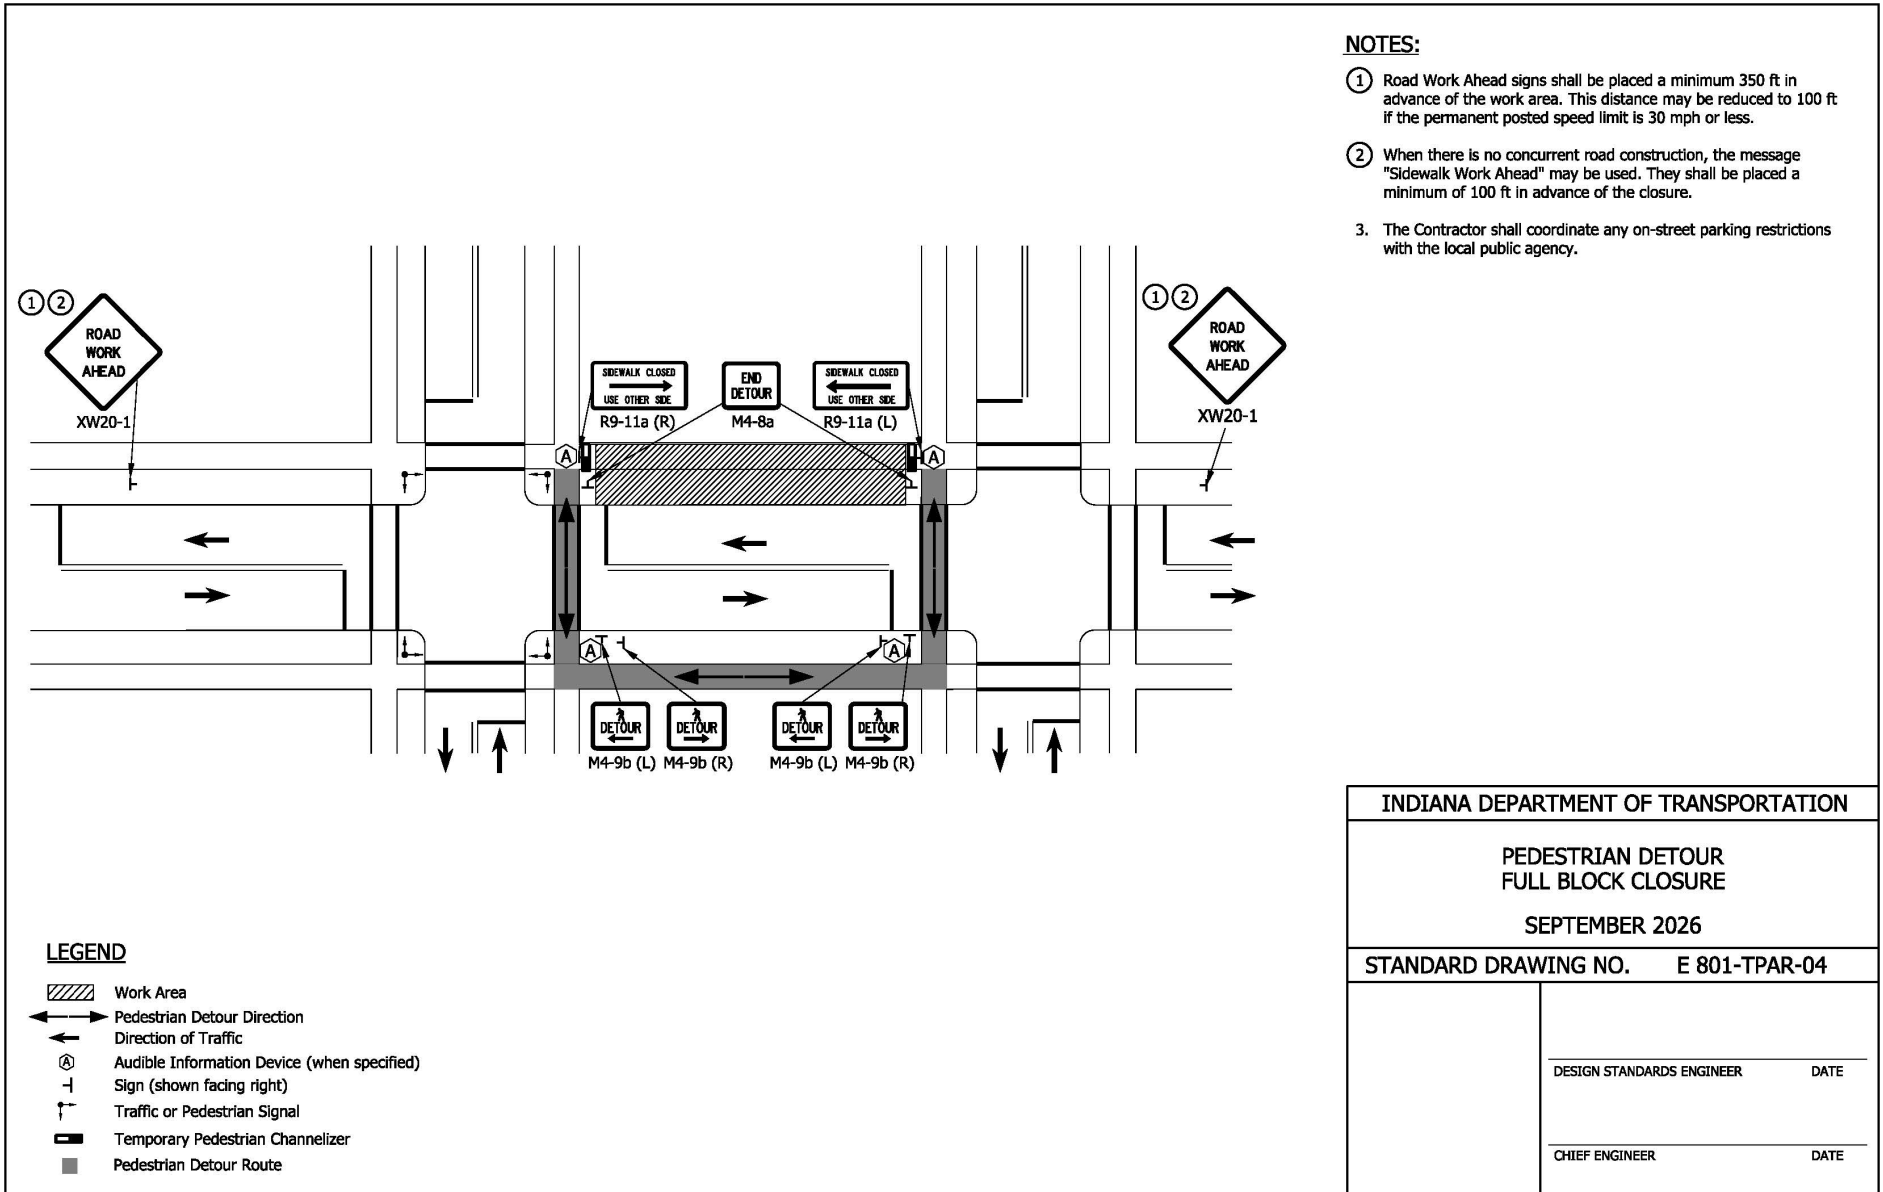 NOTES:
1 Road Work Ahead signs shall be placed a minimum 350 ft in
advance of the work area. This distance may be reduced to 100 ft
if the permanent posted speed limit is 30 mph or less.
2 When there is no concurrent road construction, the message
"Sidewalk Work Ahead" may be used. They shall be placed a
minimum of 100 ft in advance of the closure.
3. The Contractor shall coordinate any on-street parking restrictions
with the local public agency.
1 2
ROAD
WORK
AHEAD
XW20-1
SIDEWALK CLOSED
USE OTHER SIDE
R9-11a (R)
END
DETOUR
M4-8a
SIDEWALK CLOSED
USE OTHER SIDE
R9-11a (L)
1 2
ROAD
WORK
AHEAD
XW20-1
A
A
A
A
DETOUR
M4-9b (L)
DETOUR
M4-9b (R)
DETOUR
M4-9b (L)
DETOUR
M4-9b (R)
LEGEND
Work Area
Pedestrian Detour Direction
Direction of Traffic
A Audible Information Device (when specified)
Sign (shown facing right)
Traffic or Pedestrian Signal
Temporary Pedestrian Channelizer
Pedestrian Detour Route
INDIANA DEPARTMENT OF TRANSPORTATION
PEDESTRIAN DETOUR
FULL BLOCK CLOSURE
SEPTEMBER 2026
STANDARD DRAWING NO. E 801-TPAR-04
DESIGN STANDARDS ENGINEER DATE
CHIEF ENGINEER DATE